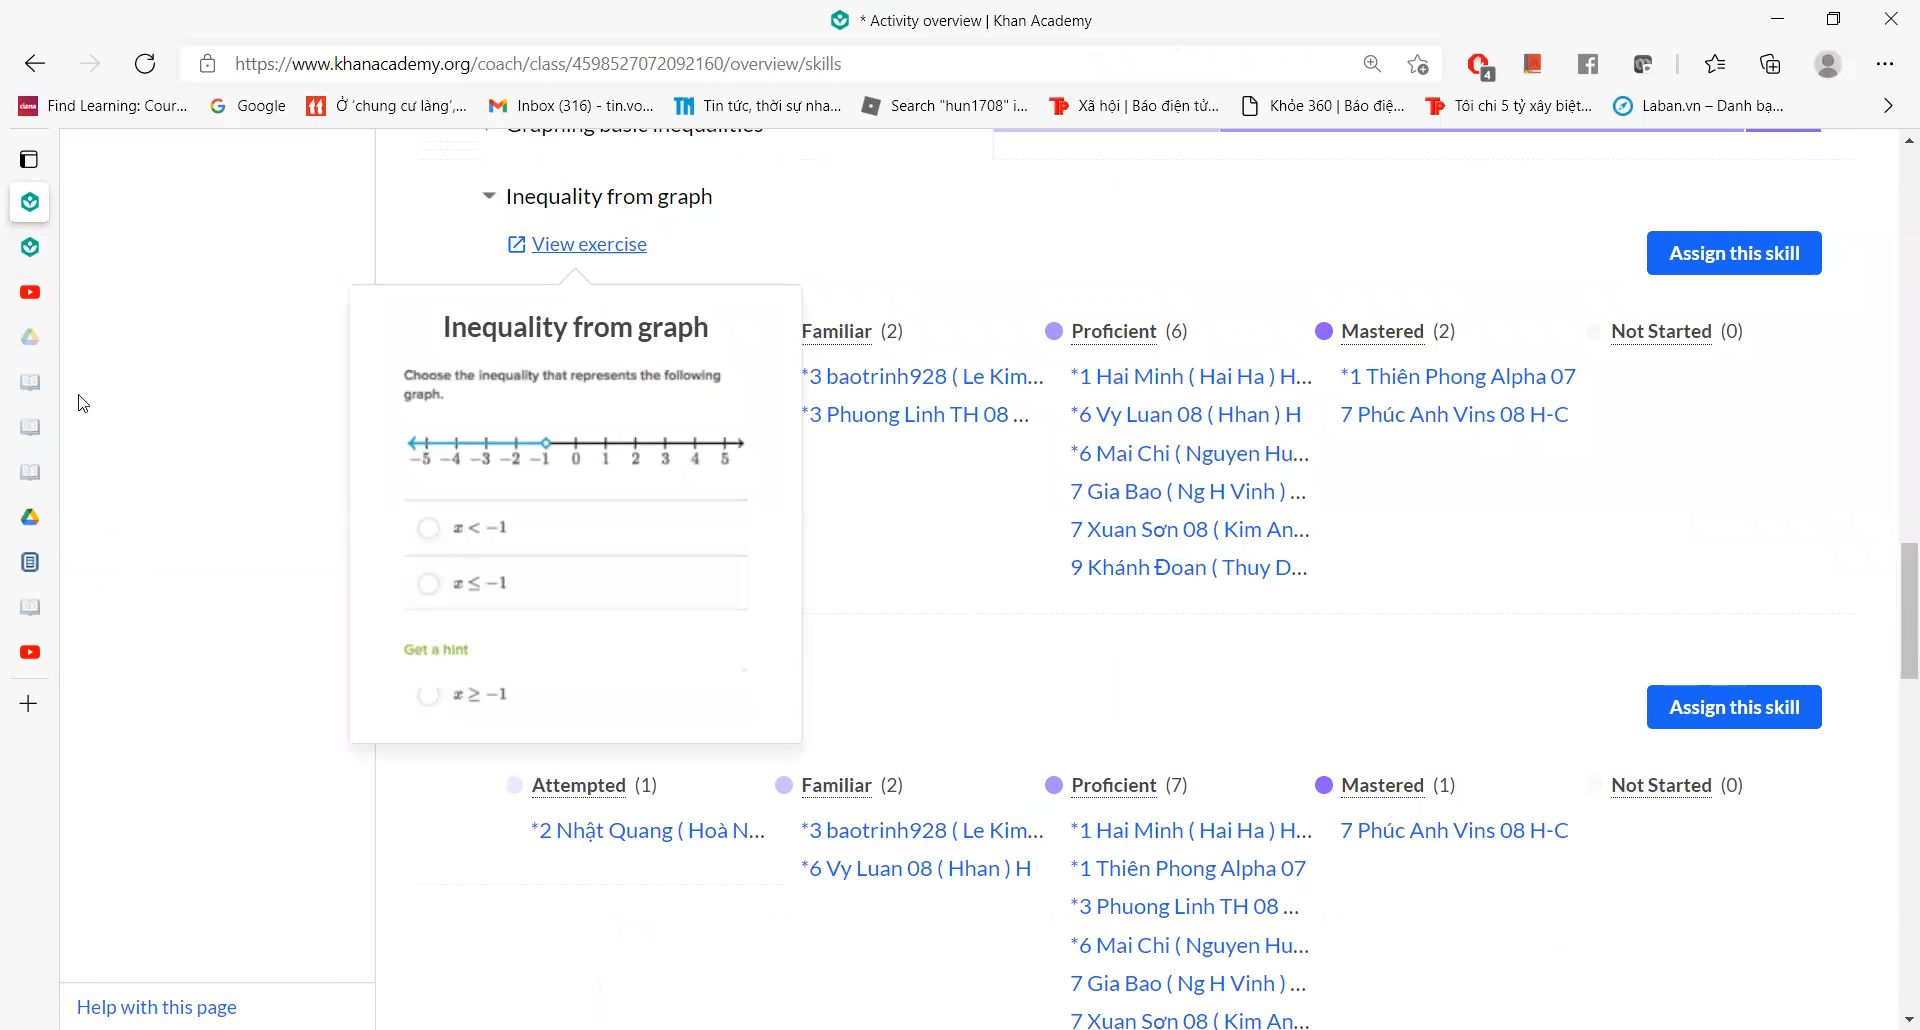 * Activity overview | Khan Academy
https://www.khanacademy.org/coach/class/4598527072092160/overview/skills
4
ciena Find Learning: Cour...
Google
Ở 'chung cư làng',...
Inbox (316) - tin.vo...
Tin tức, thời sự nha...
Search "hun1708" i...
Xã hội | Báo điện tử...
Khỏe 360 | Báo điệ...
Tôi chi 5 tỷ xây biệt...
Laban.vn – Danh bạ...
Graphing basic inequalities
Inequality from graph
View exercise
Assign this skill
Inequality from graph
Choose the inequality that represents the following
graph.
−5 −4 −3 −2 −1 0 1 2 3 4 5
x < −1
x ≤ −1
Get a hint
x ≥ −1
Familiar (2)
*3 baotrinh928 ( Le Kim...
*3 Phuong Linh TH 08 ...
Proficient (6)
*1 Hai Minh ( Hai Ha ) H...
*6 Vy Luan 08 ( Hhan ) H
*6 Mai Chi ( Nguyen Hu...
7 Gia Bao ( Ng H Vinh ) ...
7 Xuan Sơn 08 ( Kim An...
9 Khánh Đoan ( Thuy D...
Mastered (2)
*1 Thiên Phong Alpha 07
7 Phúc Anh Vins 08 H-C
Not Started (0)
Assign this skill
Attempted (1)
*2 Nhật Quang ( Hoà N...
Familiar (2)
*3 baotrinh928 ( Le Kim...
*6 Vy Luan 08 ( Hhan ) H
Proficient (7)
*1 Hai Minh ( Hai Ha ) H...
*1 Thiên Phong Alpha 07
*3 Phuong Linh TH 08 ...
*6 Mai Chi ( Nguyen Hu...
7 Gia Bao ( Ng H Vinh ) ...
7 Xuan Sơn 08 ( Kim An...
Mastered (1)
7 Phúc Anh Vins 08 H-C
Not Started (0)
Help with this page